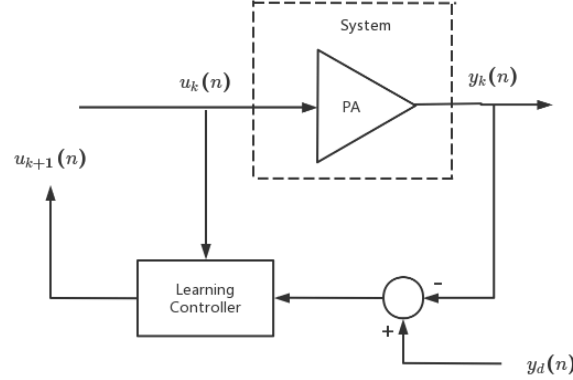 System
u_k(n)
y_k(n)
PA
u_{k+1}(n)
Learning
Controller
-
+
y_d(n)